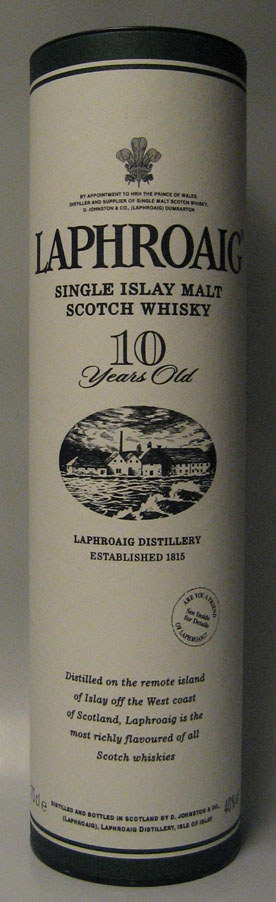 BY APPOINTMENT TO HRH THE PRINCE OF WALES,
DISTILLER AND SUPPLIER OF SINGLE MALT SCOTCH WHISKY,
D. JOHNSTON & CO., (LAPHROAIG) DUMBARTON
LAPHROAIG®
SINGLE ISLAY MALT
SCOTCH WHISKY
10
Years Old
LAPHROAIG DISTILLERY
ESTABLISHED 1815
ARE YOU A FRIEND
See Inside
for Details
OF LAPHROAIG?
Distilled on the remote island
of Islay off the West coast
of Scotland, Laphroaig is the
most richly flavoured of all
Scotch whiskies
70cl e
DISTILLED AND BOTTLED IN SCOTLAND BY D. JOHNSTON & CO.,
(LAPHROAIG), LAPHROAIG DISTILLERY, ISLE OF ISLAY
40%